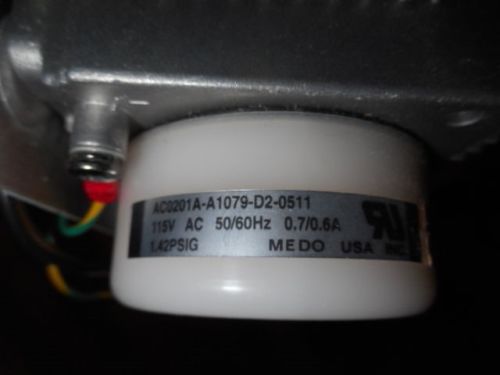 AC0201A-A1079-D2-0511
115V AC 50/60Hz 0.7/0.6A
1.42PSIG MEDO USA INC.